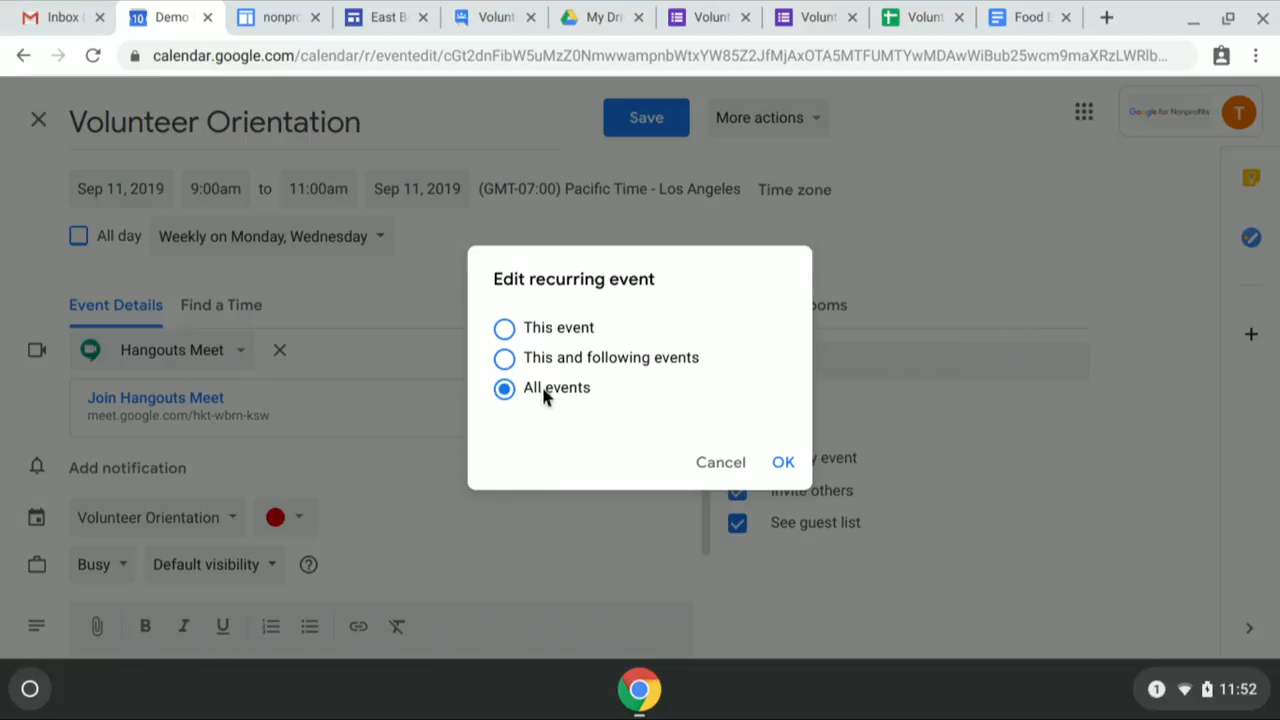 Inbox (
10 Demo
nonpro
East B
Volunt
My Dri
Volunt
Volunt
Volunt
Food
calendar.google.com/calendar/r/eventedit/cGt2dnFibW5uMzZ0NmwwampnbWtxYW85Z2JfMjAxOTA5MTFUMTYwMDAwWiBub25wcm9maXRzLWRlb...
Volunteer Orientation
Save
More actions
Google for Nonprofits
T
Sep 11, 2019 9:00am to 11:00am Sep 11, 2019 (GMT-07:00) Pacific Time - Los Angeles Time zone
All day Weekly on Monday, Wednesday
Event Details Find a Time
ooms
Hangouts Meet
Join Hangouts Meet
meet.google.com/hkt-wbrn-ksw
Add notification
Volunteer Orientation
Busy Default visibility
B I U
Edit recurring event
This event
This and following events
All events
Cancel OK
y event
Invite others
See guest list
1 11:52